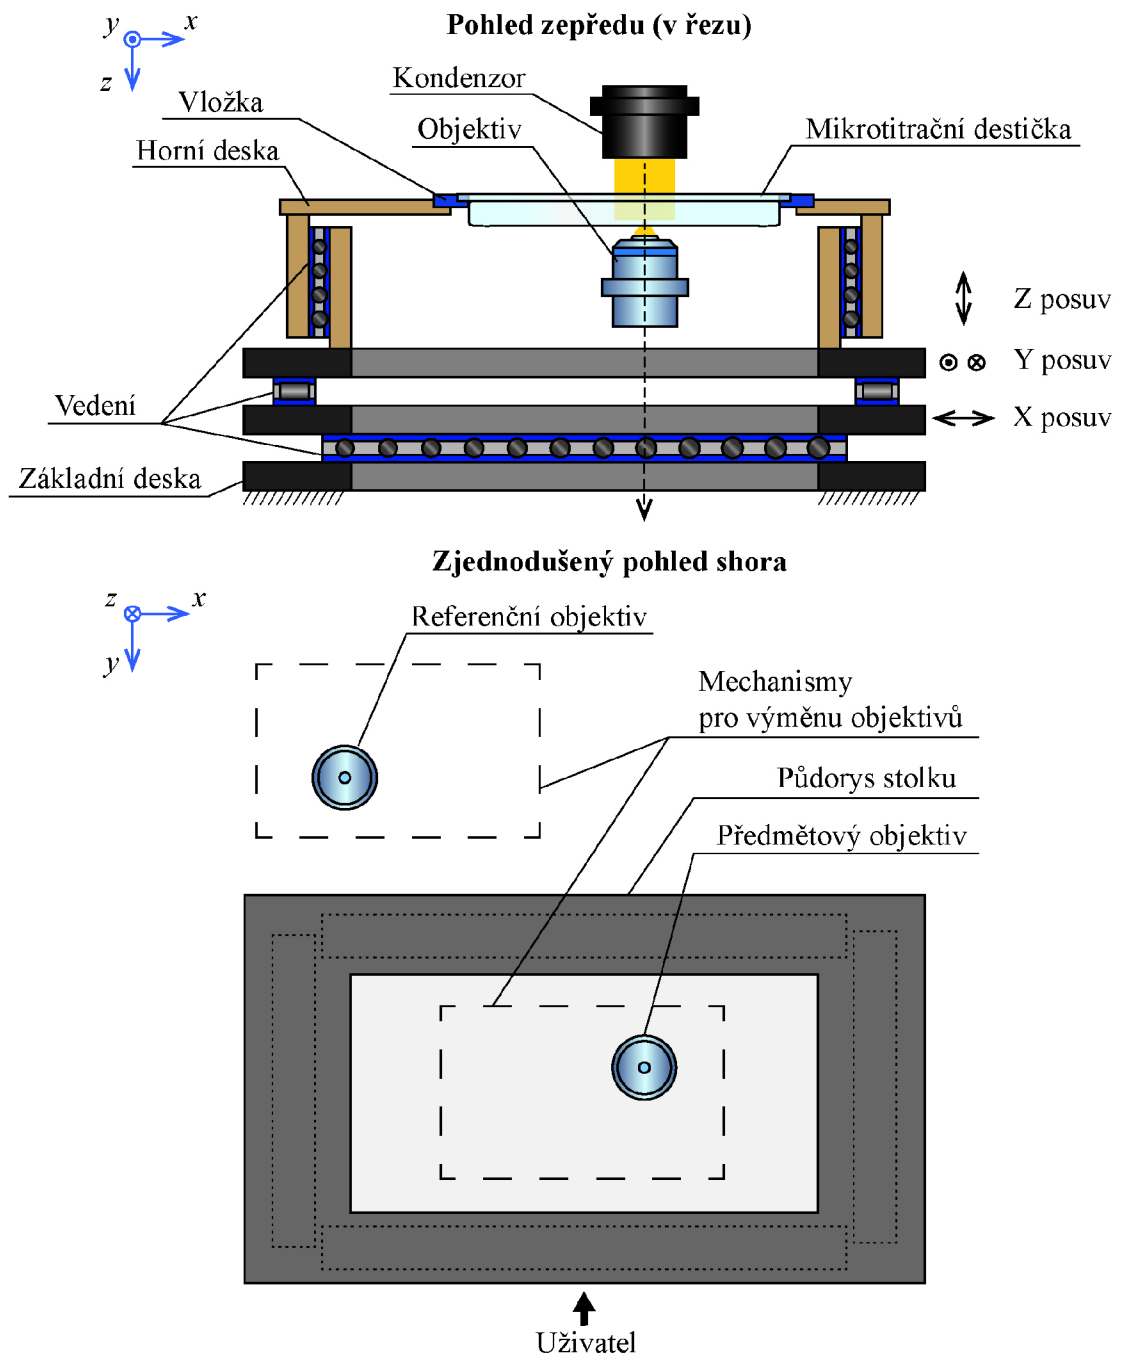 Pohled zepředu (v řezu)
y
x
z
Kondenzor
Vložka
Objektiv
Mikrotitrační destička
Horní deska
Z posuv
Y posuv
Vedení
X posuv
Základní deska
Zjednodušený pohled shora
z
x
y
Referenční objektiv
Mechanismy
pro výměnu objektivů
Půdorys stolku
Předmětový objektiv
Uživatel